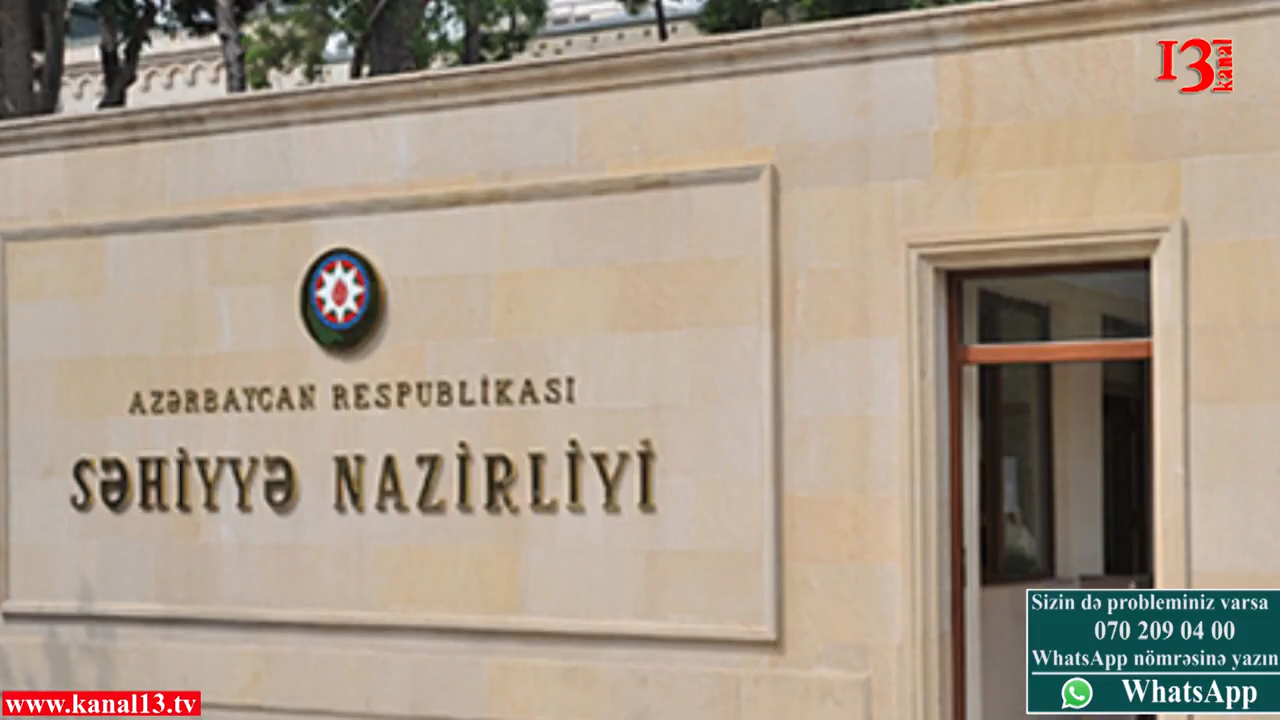 13 kanal
AZƏRBAYCAN RESPUBLİKASI
SƏHİYYƏ NAZİRLİYİ
Sizin də probleminiz varsa
070 209 04 00
WhatsApp nömrəsinə yazın
WhatsApp
www.kanal13.tv